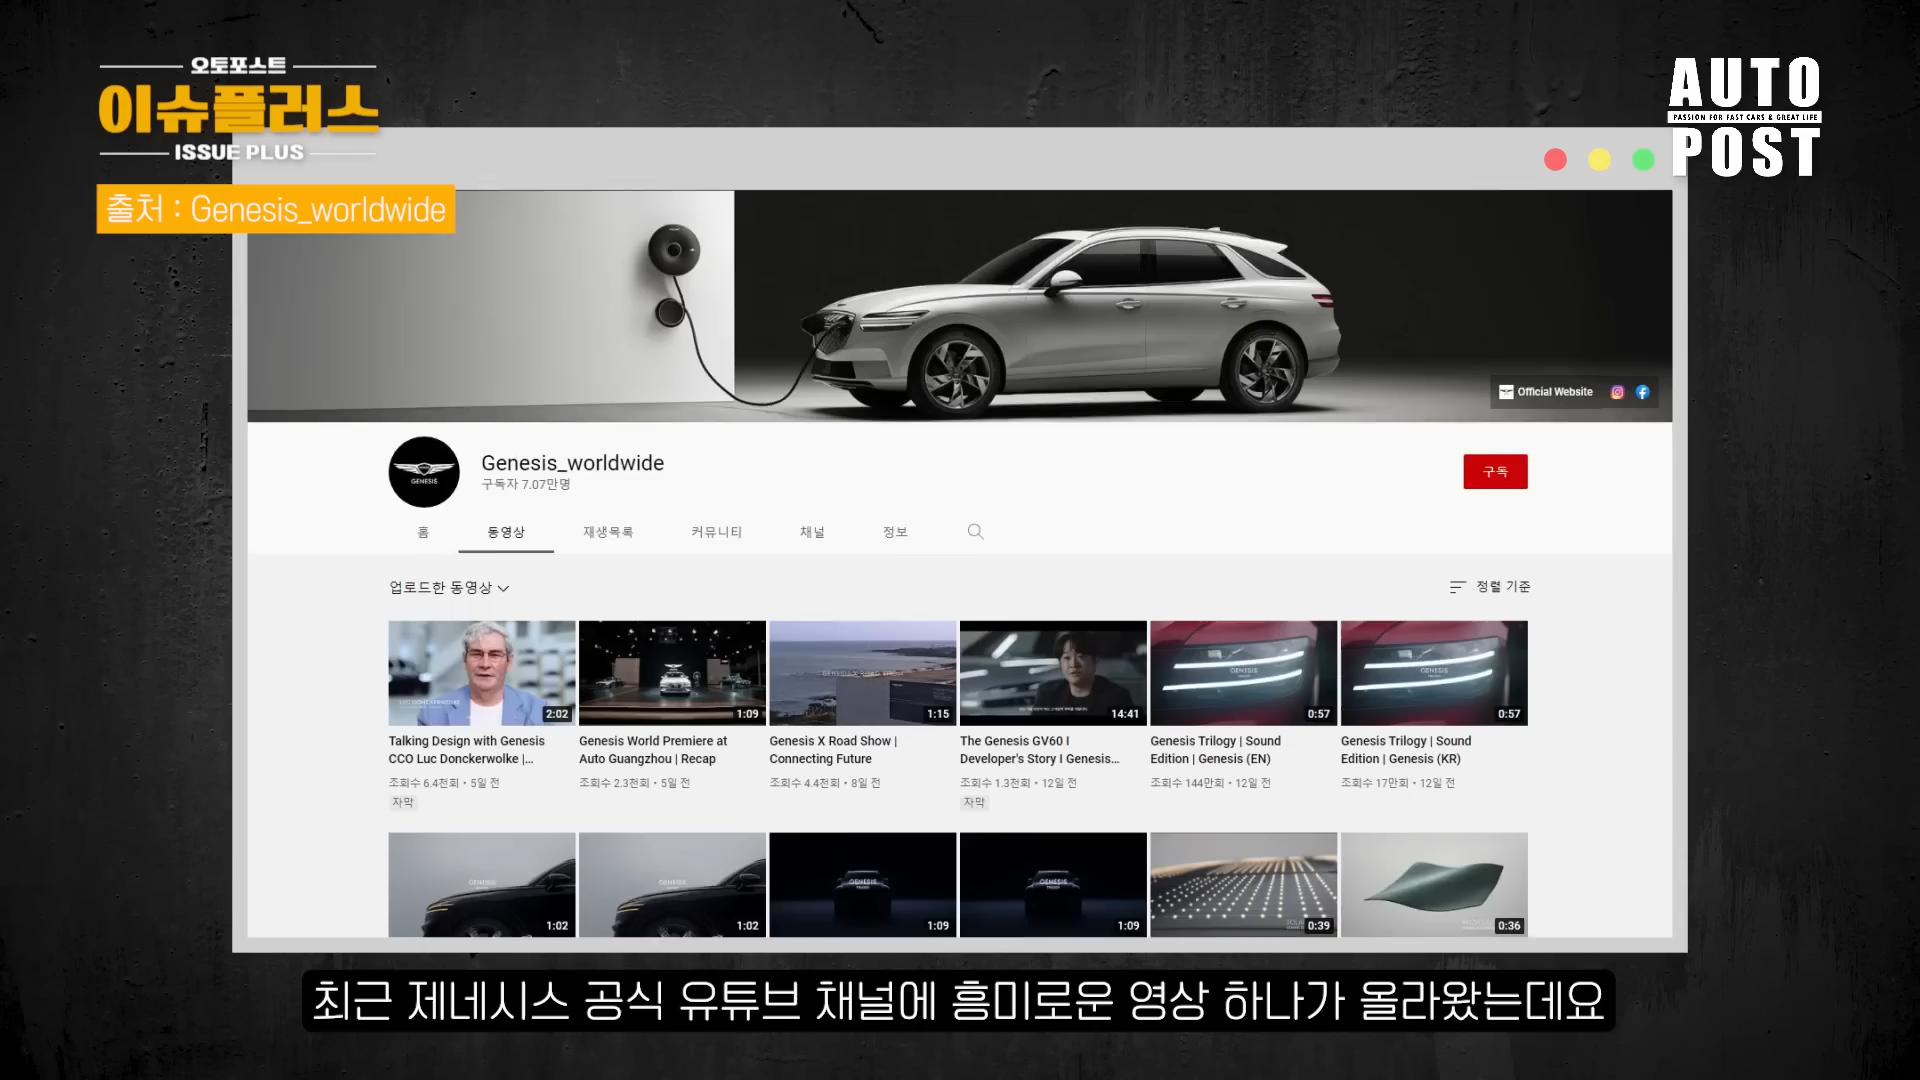 오토포스트
이슈플러스
ISSUE PLUS
AUTO
PASSION FOR FAST CARS & GREAT LIFE
POST
출처 : Genesis_worldwide
Official Website
GENESIS
Genesis_worldwide
구독자 7.07만명
구독
홈 동영상 재생목록 커뮤니티 채널 정보
업로드한 동영상
정렬 기준
2:02
1:09
1:15
14:41
GENESIS
0:57
GENESIS
0:57
Talking Design with Genesis
CCO Luc Donckerwolke |...
조회수 6.4천회 • 5일 전
자막
Genesis World Premiere at
Auto Guangzhou | Recap
조회수 2.3천회 • 5일 전
Genesis X Road Show |
Connecting Future
조회수 4.4천회 • 8일 전
The Genesis GV60 I
Developer's Story I Genesis...
조회수 1.3천회 • 12일 전
자막
Genesis Trilogy | Sound
Edition | Genesis (EN)
조회수 144만회 • 12일 전
Genesis Trilogy | Sound
Edition | Genesis (KR)
조회수 17만회 • 12일 전
GENESIS
1:02
GENESIS
1:02
GENESIS
1:09
GENESIS
1:09
0:39
0:36
최근 제네시스 공식 유튜브 채널에 흥미로운 영상 하나가 올라왔는데요